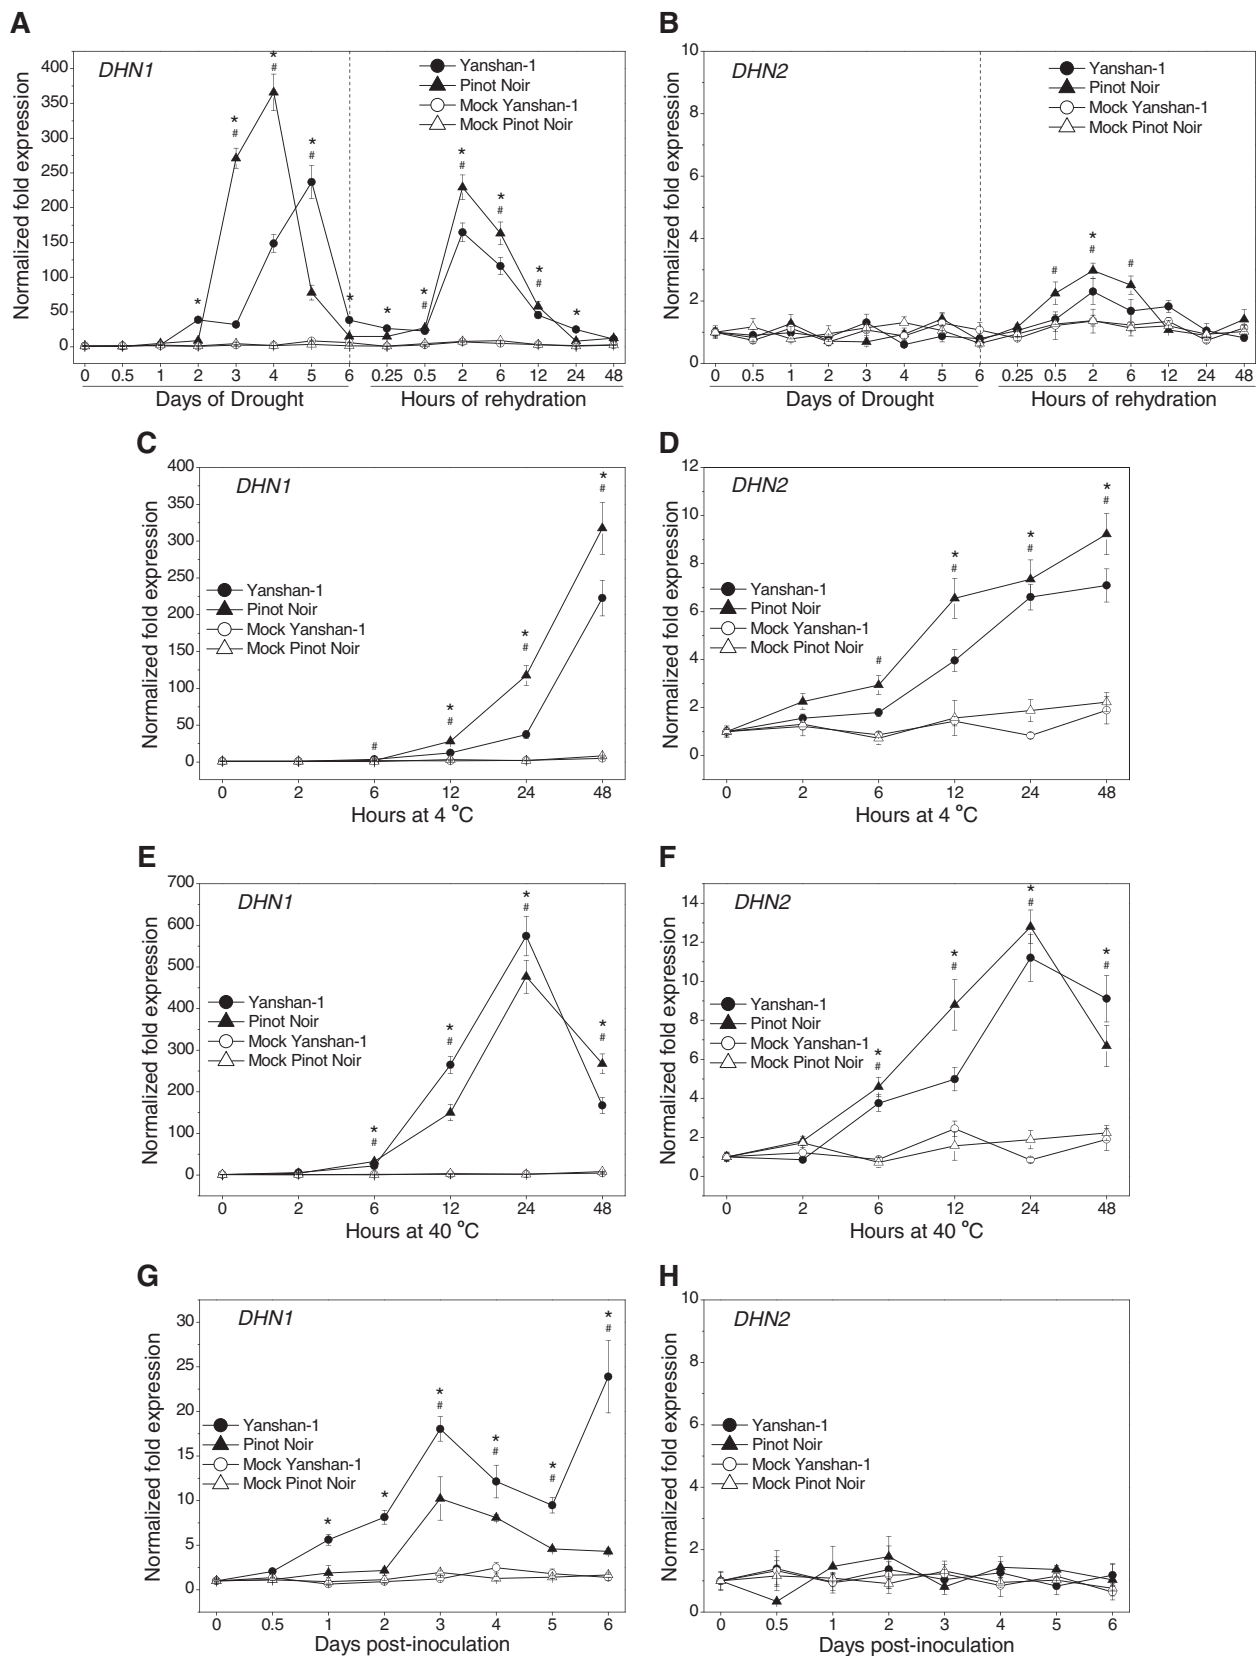 A
DHN1
Normalized fold expression
400
350
300
250
200
150
100
50
0
* # * # * # * # * # * # * # * # * * * * *
Yanshan-1
Pinot Noir
Mock Yanshan-1
Mock Pinot Noir
0 0.5 1 2 3 4 5 6 0.25 0.5 2 6 12 24 48
Days of Drought Hours of rehydration
B
DHN2
Normalized fold expression
10
8
6
4
2
0
# * # #
Yanshan-1
Pinot Noir
Mock Yanshan-1
Mock Pinot Noir
0 0.5 1 2 3 4 5 6 0.25 0.5 2 6 12 24 48
Days of Drought Hours of rehydration
C
DHN1
Normalized fold expression
400
350
300
250
200
150
100
50
0
# * # * # * #
Yanshan-1
Pinot Noir
Mock Yanshan-1
Mock Pinot Noir
0 2 6 12 24 48
Hours at 4 °C
D
DHN2
Normalized fold expression
12
10
8
6
4
2
0
# * # * # * #
Yanshan-1
Pinot Noir
Mock Yanshan-1
Mock Pinot Noir
0 2 6 12 24 48
Hours at 4 °C
E
DHN1
Normalized fold expression
700
600
500
400
300
200
100
0
* # * # * # * #
Yanshan-1
Pinot Noir
Mock Yanshan-1
Mock Pinot Noir
0 2 6 12 24 48
Hours at 40 °C
F
DHN2
Normalized fold expression
14
12
10
8
6
4
2
0
* # * # * # * #
Yanshan-1
Pinot Noir
Mock Yanshan-1
Mock Pinot Noir
0 2 6 12 24 48
Hours at 40 °C
G
DHN1
Normalized fold expression
30
25
20
15
10
5
0
* * * # * # * # * #
Yanshan-1
Pinot Noir
Mock Yanshan-1
Mock Pinot Noir
0 0.5 1 2 3 4 5 6
Days post-inoculation
H
DHN2
Normalized fold expression
10
8
6
4
2
0
Yanshan-1
Pinot Noir
Mock Yanshan-1
Mock Pinot Noir
0 0.5 1 2 3 4 5 6
Days post-inoculation